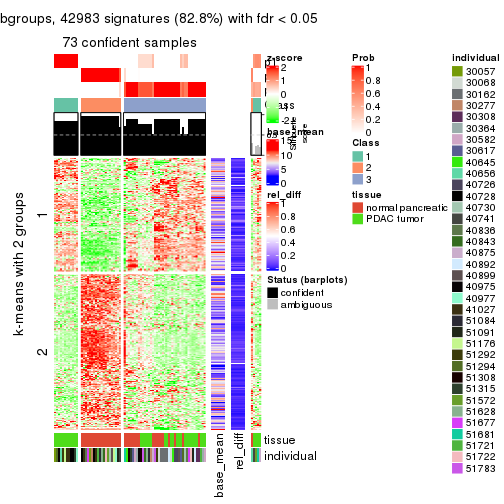 bgroups, 42983 signatures (82.8%) with fdr < 0.05
73 confident samples
z-score
2
1
0
-1
-2
base_mean
15
10
5
0
rel_diff
1
0.8
0.6
0.4
0.2
0
Status (barplots)
confident
ambiguous
Prob
1
0.8
0.6
0.4
0.2
0
Class
1
2
3
tissue
normal pancreatic
PDAC tumor
individual
30057
30068
30162
30277
30308
30364
30582
30617
40645
40656
40726
40728
40730
40741
40836
40843
40875
40892
40899
40975
40977
41027
51084
51091
51176
51292
51294
51308
51315
51572
51628
51677
51681
51721
51722
51783
Silhouette
score
k-means with 2 groups
1
2
tissue
individual
base_mean
rel_diff